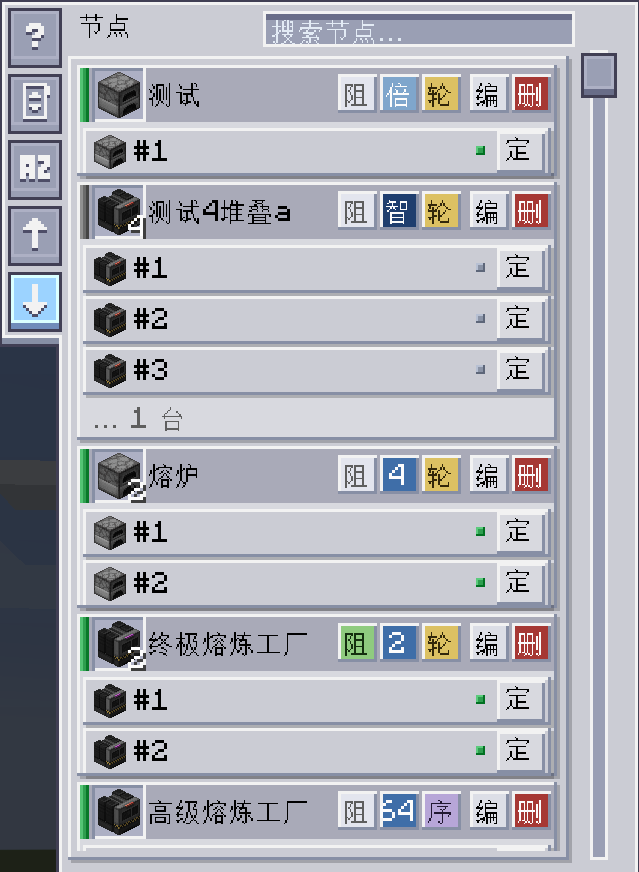 节点 搜索节点...
?
AZ
测试 阻 倍 轮 编 删
#1 定
4 测试4堆叠a 阻 智 轮 编 删
#1 定
#2 定
#3 定
... 1 台
2 熔炉 阻 4 轮 编 删
#1 定
#2 定
2 终极熔炼工厂 阻 2 轮 编 删
#1 定
#2 定
高级熔炼工厂 阻 64 序 编 删